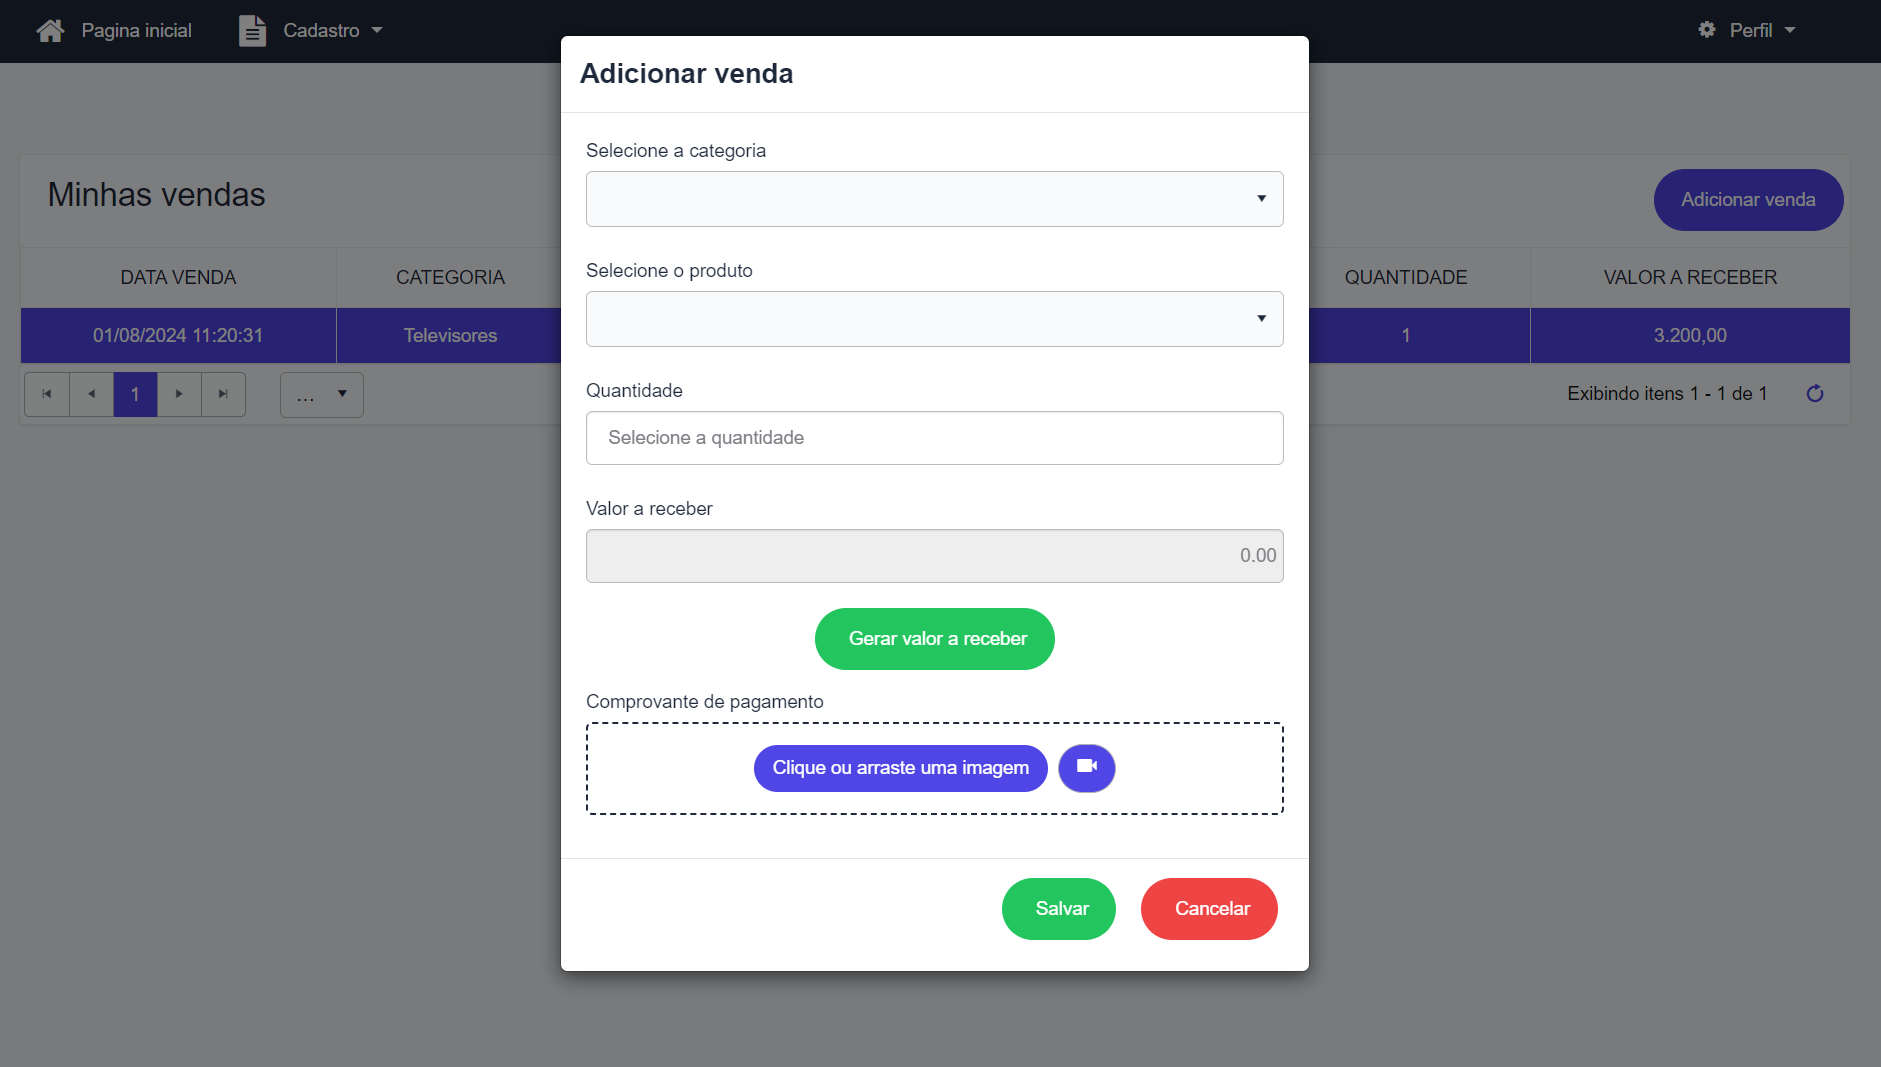 Pagina inicial
Cadastro
Perfil
Adicionar venda
Selecione a categoria
Selecione o produto
Quantidade
Selecione a quantidade
Valor a receber
0.00
Gerar valor a receber
Comprovante de pagamento
Clique ou arraste uma imagem
Salvar
Cancelar
Minhas vendas
Adicionar venda
DATA VENDA CATEGORIA QUANTIDADE VALOR A RECEBER
01/08/2024 11:20:31 Televisores 1 3.200,00
1 ... Exibindo itens 1 - 1 de 1